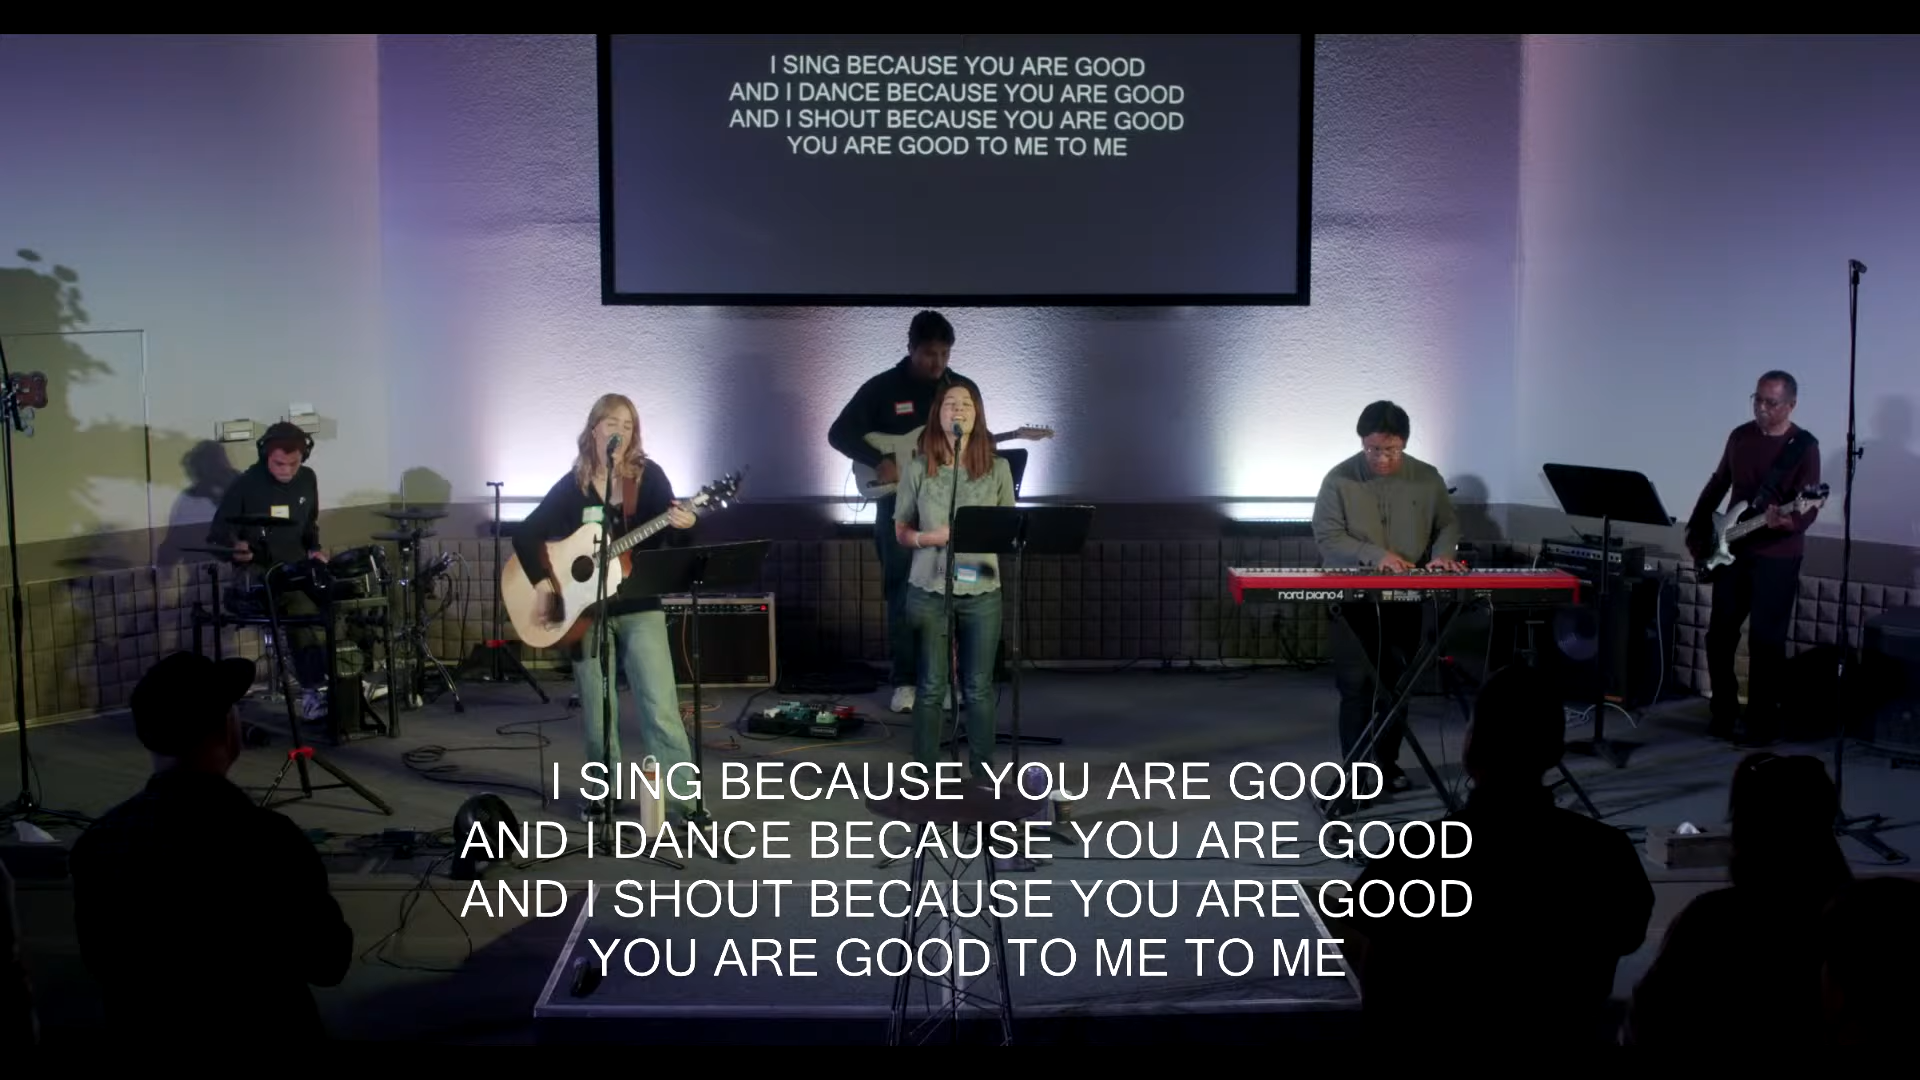 I SING BECAUSE YOU ARE GOOD
AND I DANCE BECAUSE YOU ARE GOOD
AND I SHOUT BECAUSE YOU ARE GOOD
YOU ARE GOOD TO ME TO ME
nord piano 4
I SING BECAUSE YOU ARE GOOD
AND I DANCE BECAUSE YOU ARE GOOD
AND I SHOUT BECAUSE YOU ARE GOOD
YOU ARE GOOD TO ME TO ME